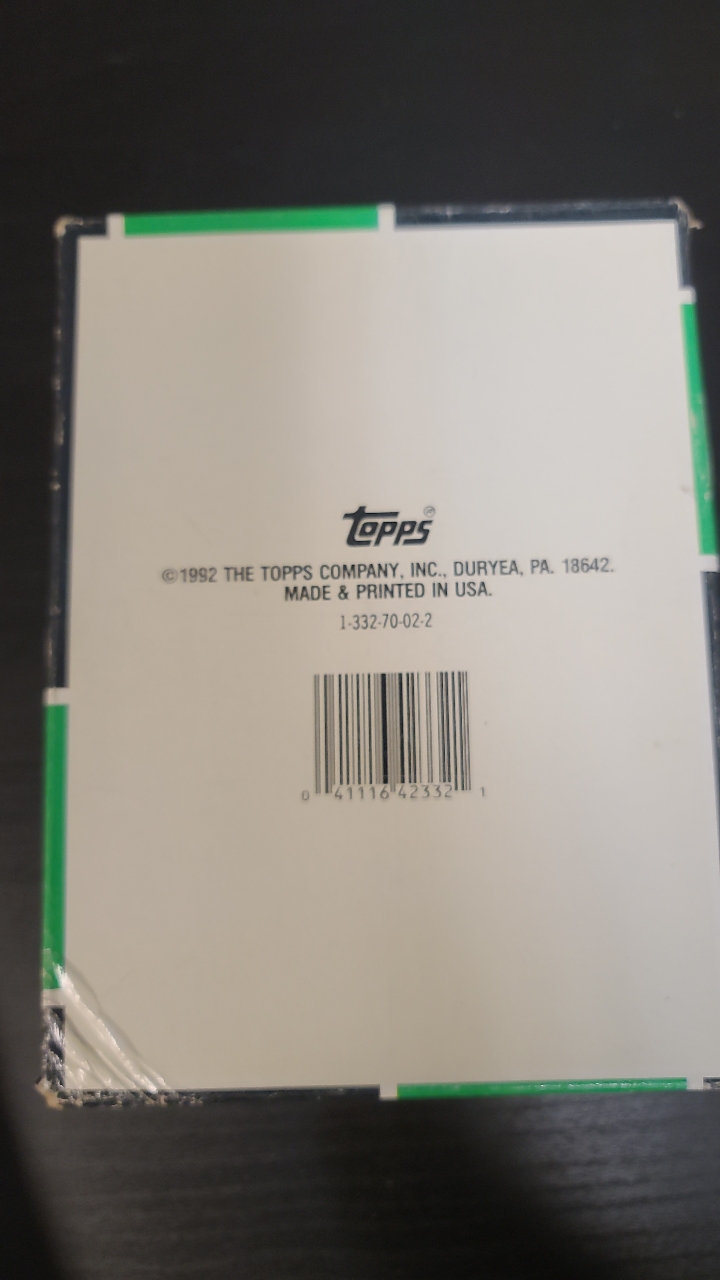 Topps®
©1992 THE TOPPS COMPANY, INC., DURYEA, PA. 18642.
MADE & PRINTED IN USA.
1-332-70-02-2
0 41116 42332 1